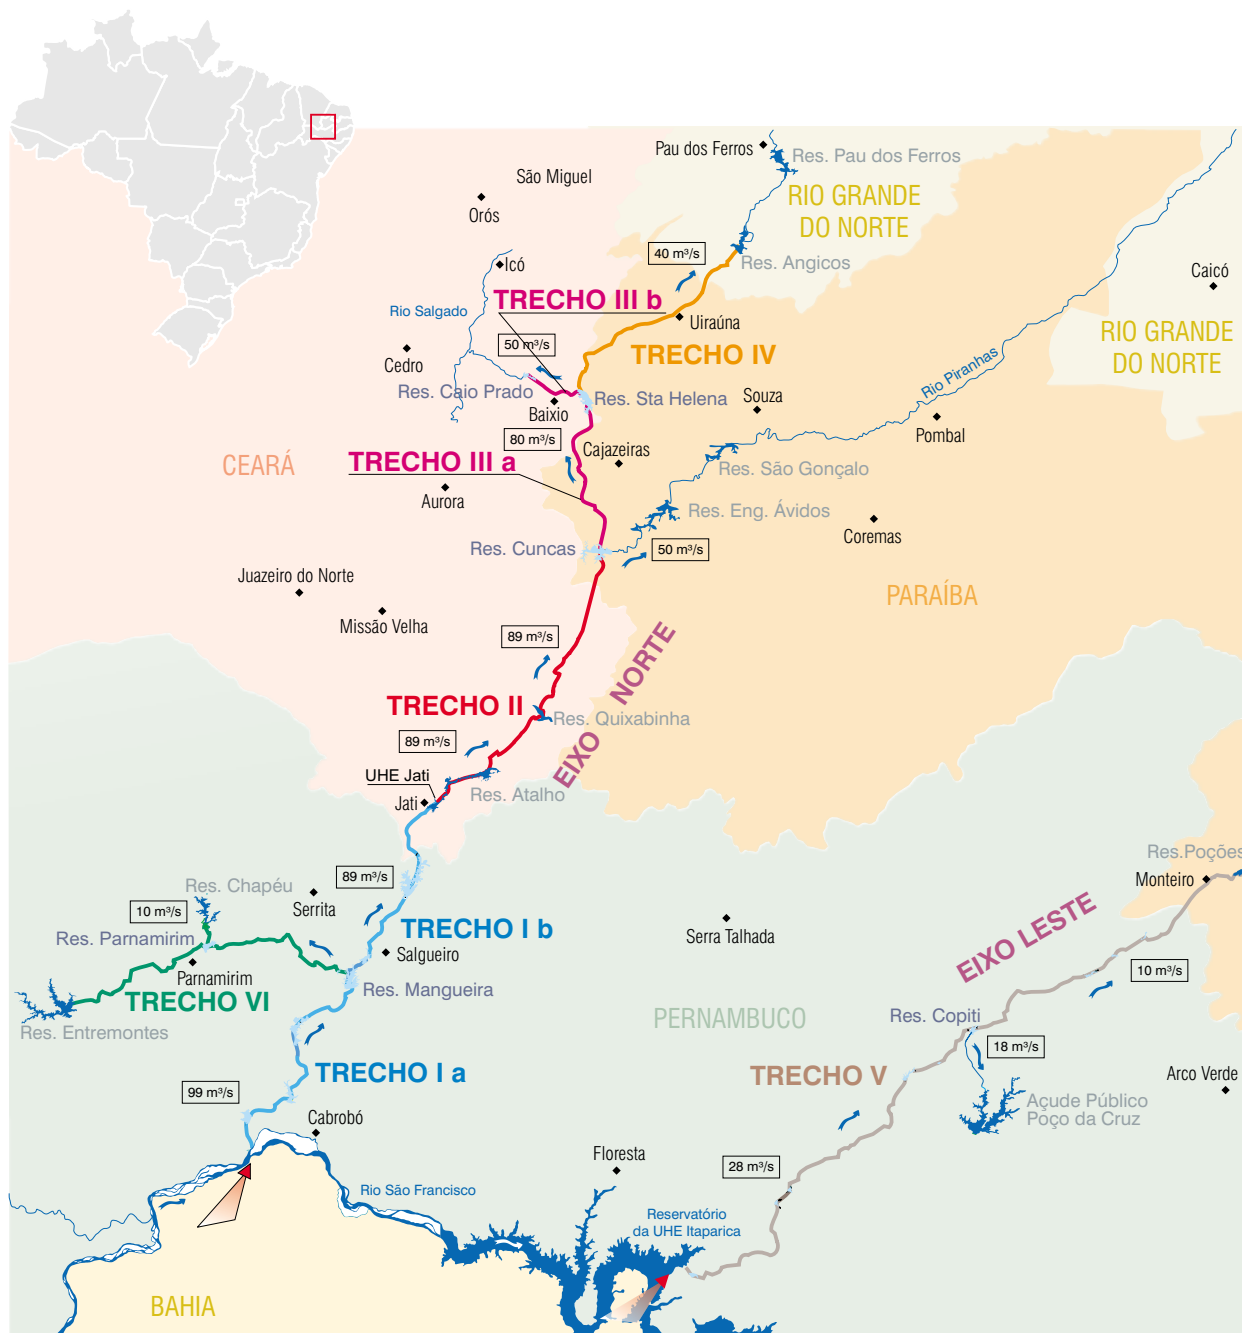 Pau dos Ferros
Res. Pau dos Ferros
São Miguel
RIO GRANDE
DO NORTE
Orós
40 m³/s
Icó
Res. Angicos
Caicó
TRECHO III b
Rio Salgado
Uiraúna
RIO GRANDE
DO NORTE
50 m³/s
TRECHO IV
Cedro
Rio Piranhas
Res. Caio Prado
Res. Sta Helena
Souza
Baixio
Pombal
80 m³/s
Cajazeiras
CEARÁ
TRECHO III a
Res. São Gonçalo
Aurora
Res. Eng. Ávidos
Coremas
Res. Cuncas
50 m³/s
Juazeiro do Norte
PARAÍBA
Missão Velha
89 m³/s
EIXO NORTE
TRECHO II
Res. Quixabinha
89 m³/s
UHE Jati
Res. Atalho
Jati
Res.Poções
89 m³/s
Monteiro
Res. Chapéu
Serrita
10 m³/s
TRECHO I b
Serra Talhada
EIXO LESTE
Res. Parnamirim
Salgueiro
Parnamirim
10 m³/s
Res. Mangueira
TRECHO VI
PERNAMBUCO
Res. Copiti
Res. Entremontes
18 m³/s
TRECHO I a
TRECHO V
Arco Verde
99 m³/s
Açude Público
Poço da Cruz
Cabrobó
Floresta
28 m³/s
Rio São Francisco
Reservatório
da UHE Itaparica
BAHIA